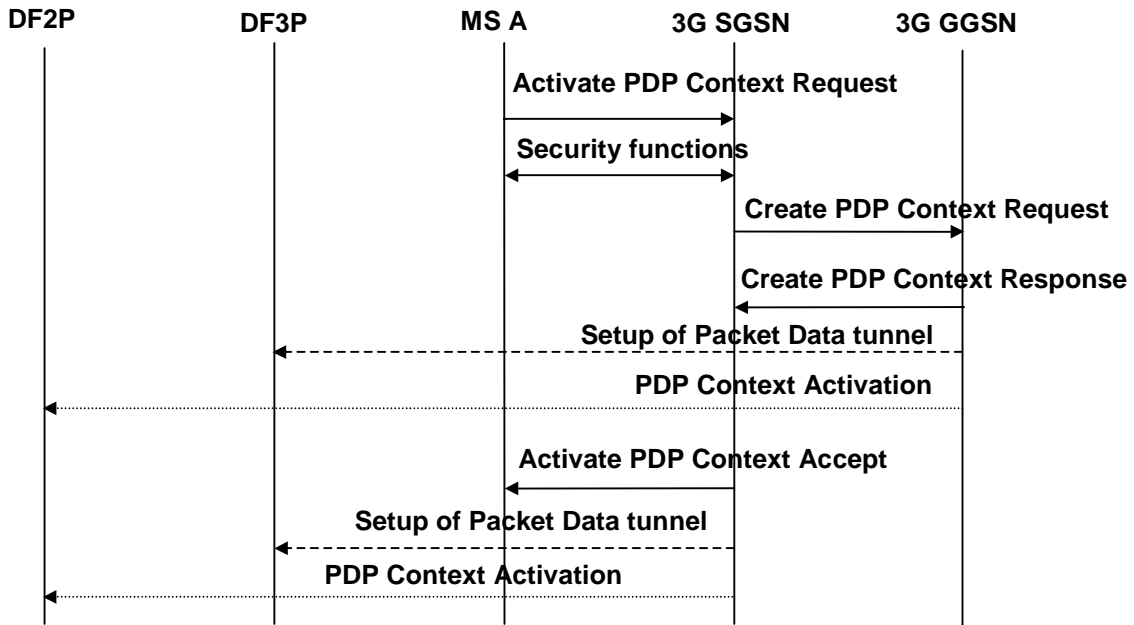 DF2P
DF3P
MS A
3G SGSN
3G GGSN
Activate PDP Context Request
Security functions
Create PDP Context Request
Create PDP Context Response
Setup of Packet Data tunnel
PDP Context Activation
Activate PDP Context Accept
Setup of Packet Data tunnel
PDP Context Activation